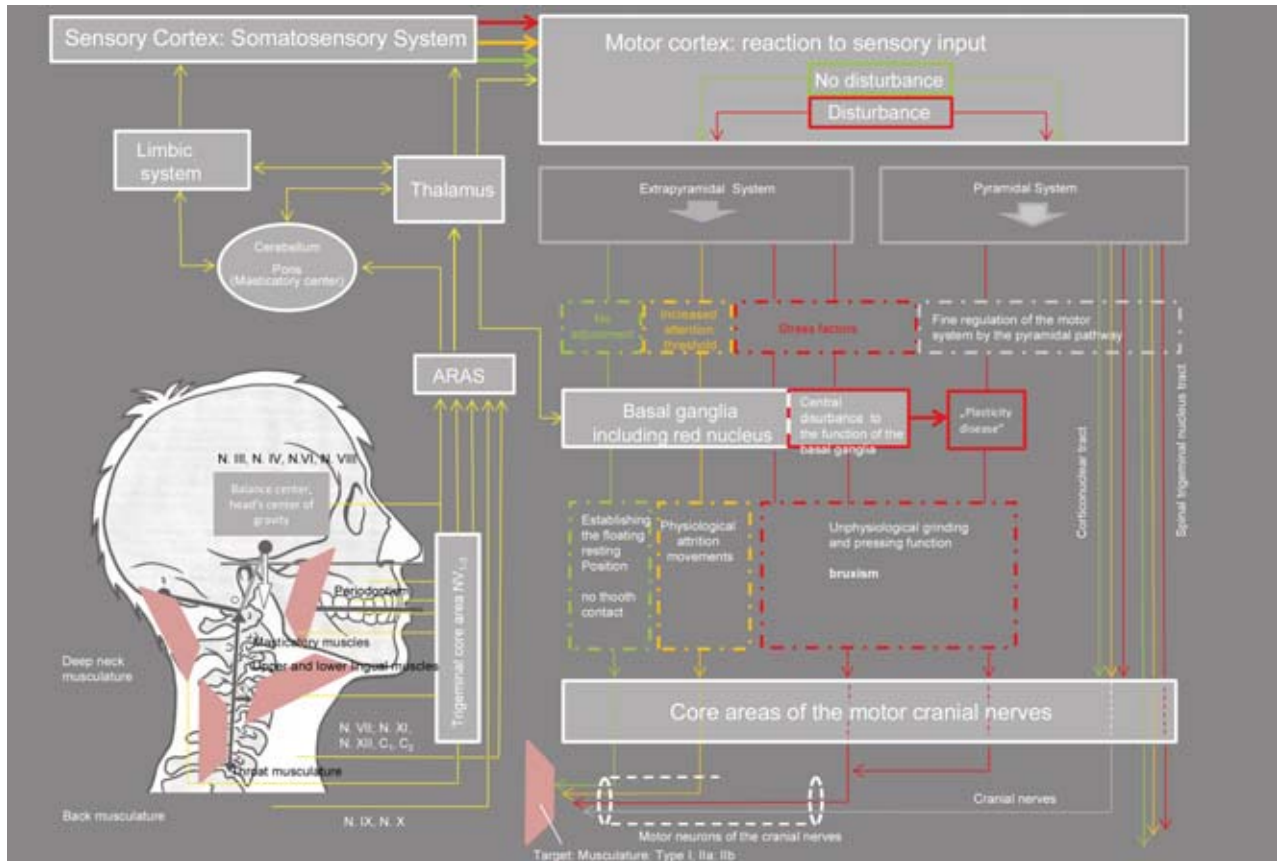 Sensory Cortex: Somatosensory System
Motor cortex: reaction to sensory input
No disturbance
Disturbance
Limbic
system
Thalamus
Extrapyramidal System
Pyramidal System
Cerebellum
Pons
(Masticatory center)
No
adjustment
Increased
attention
threshold
Stress factors
Fine regulation of the motor
system by the pyramidal pathway
ARAS
Basal ganglia
including red nucleus
Central
disturbance to
the function of the
basal ganglia
„Plasticity
disease"
Corticonuclear tract
Spinal trigeminal nucleus tract
N. III, N. IV, N.VI, N. VIII
Balance center,
head's center of
gravity
Trigeminal core area NV
Periodontium
Masticatory muscles
Upper and lower lingual muscles
Deep neck
musculature
N. VII; N. XI,
N. XII, C₁, C₂
Throat musculature
Back musculature
N. IX, N. X
Establishing
the floating
resting
Position
no thooth
contact
Physiological
attrition
movements
Unphysiological grinding
and pressing function
bruxism
Core areas of the motor cranial nerves
Cranial nerves
Motor neurons of the cranial nerves
Target: Musculature: Type I; IIa; IIb